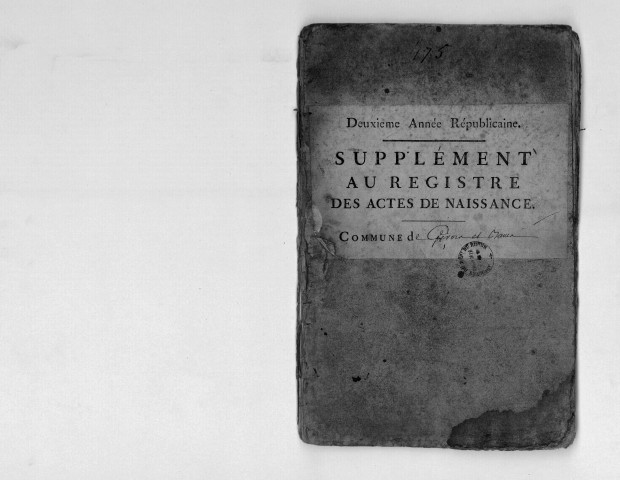 175
Deuxième Année Républicaine.
SUPPLÉMENT
AU REGISTRE
DES ACTES DE NAISSANCE.
COMMUNE de